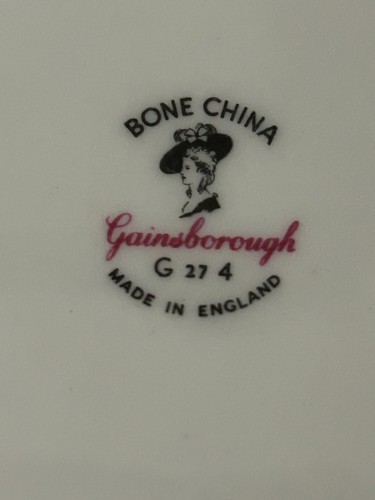 BONE CHINA
Gainsborough
G 27 4
MADE IN ENGLAND